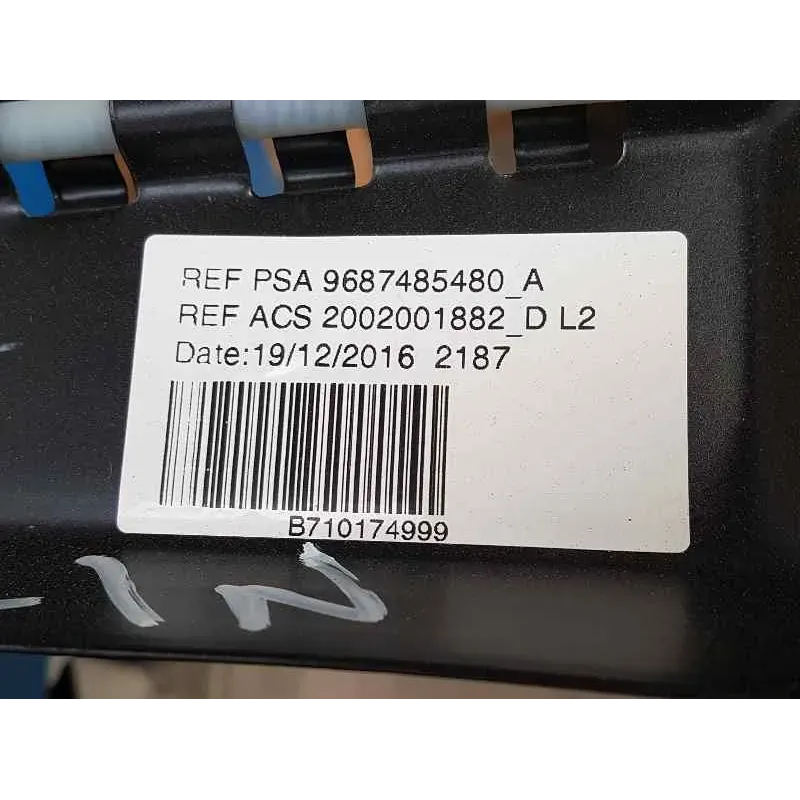 REF PSA 9687485480_A
REF ACS 2002001882_D L2
Date:19/12/2016 2187
B710174999